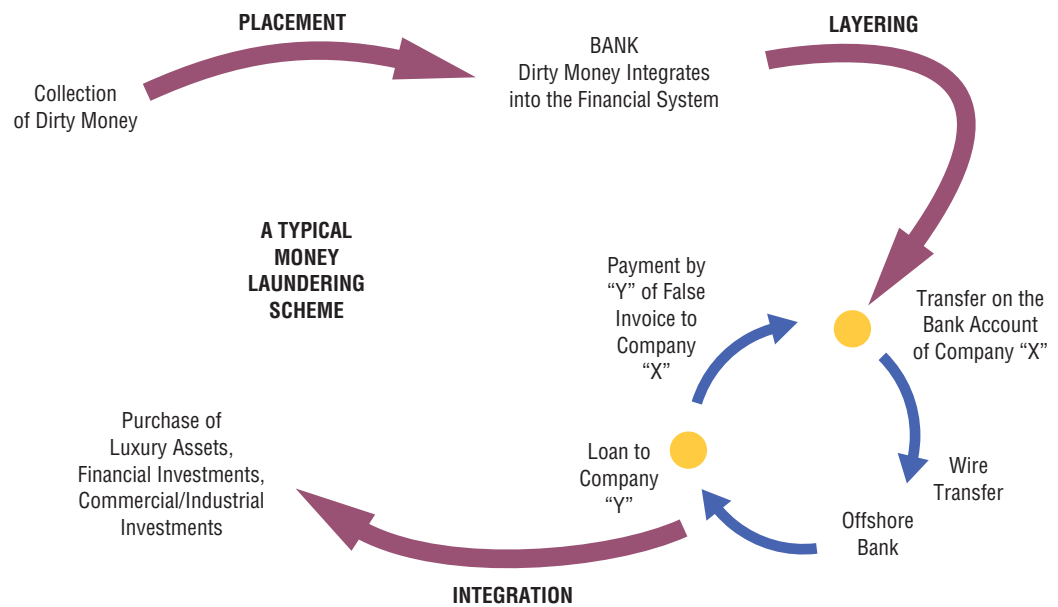 PLACEMENT
LAYERING
Collection
of Dirty Money
BANK
Dirty Money Integrates
into the Financial System
A TYPICAL
MONEY
LAUNDERING
SCHEME
Payment by
“Y” of False
Invoice to
Company
“X”
Transfer on the
Bank Account
of Company “X”
Wire
Transfer
Offshore
Bank
Loan to
Company
“Y”
Purchase of
Luxury Assets,
Financial Investments,
Commercial/Industrial
Investments
INTEGRATION